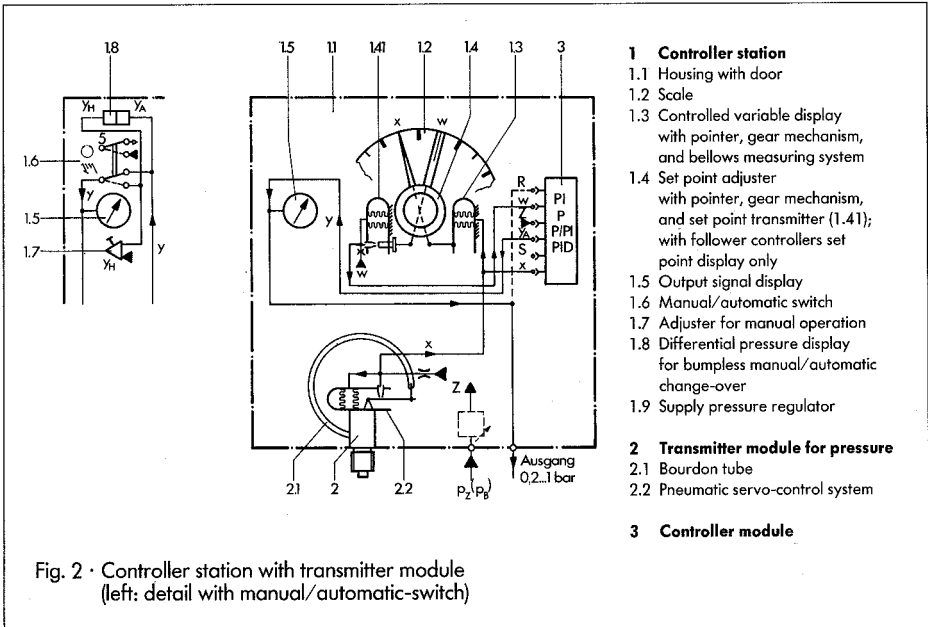 1.8
y_H y_A
5
1.6
y
1.5
1.7
y_H
y
1.5 1.1 1.41 1.2 1.4 1.3 3
x w
y
x
w
R
w
Z
y_A
S
x
PI
P
P/PI
PID
x
Z
Ausgang
0,2...1 bar
2.1 2 2.2 p_Z(p_B)
1 Controller station
1.1 Housing with door
1.2 Scale
1.3 Controlled variable display
with pointer, gear mechanism,
and bellows measuring system
1.4 Set point adjuster
with pointer, gear mechanism,
and set point transmitter (1.41);
with follower controllers set
point display only
1.5 Output signal display
1.6 Manual/automatic switch
1.7 Adjuster for manual operation
1.8 Differential pressure display
for bumpless manual/automatic
change-over
1.9 Supply pressure regulator
2 Transmitter module for pressure
2.1 Bourdon tube
2.2 Pneumatic servo-control system
3 Controller module
Fig. 2 · Controller station with transmitter module
(left: detail with manual/automatic-switch)